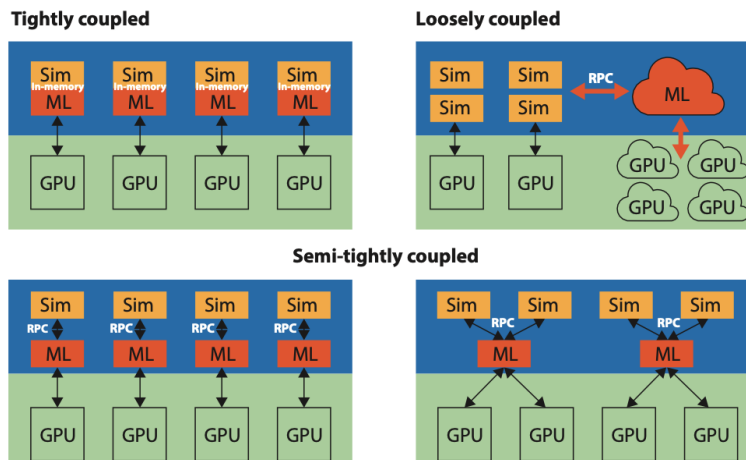 Tightly coupled
Sim Sim Sim Sim
In-memory In-memory In-memory In-memory
ML ML ML ML
GPU GPU GPU GPU
Loosely coupled
Sim Sim
RPC
ML
Sim Sim
GPU GPU
GPU GPU
GPU GPU
Semi-tightly coupled
Sim Sim Sim Sim
RPC RPC RPC RPC
ML ML ML ML
GPU GPU GPU GPU
Sim Sim Sim Sim
RPC RPC
ML ML
GPU GPU GPU GPU